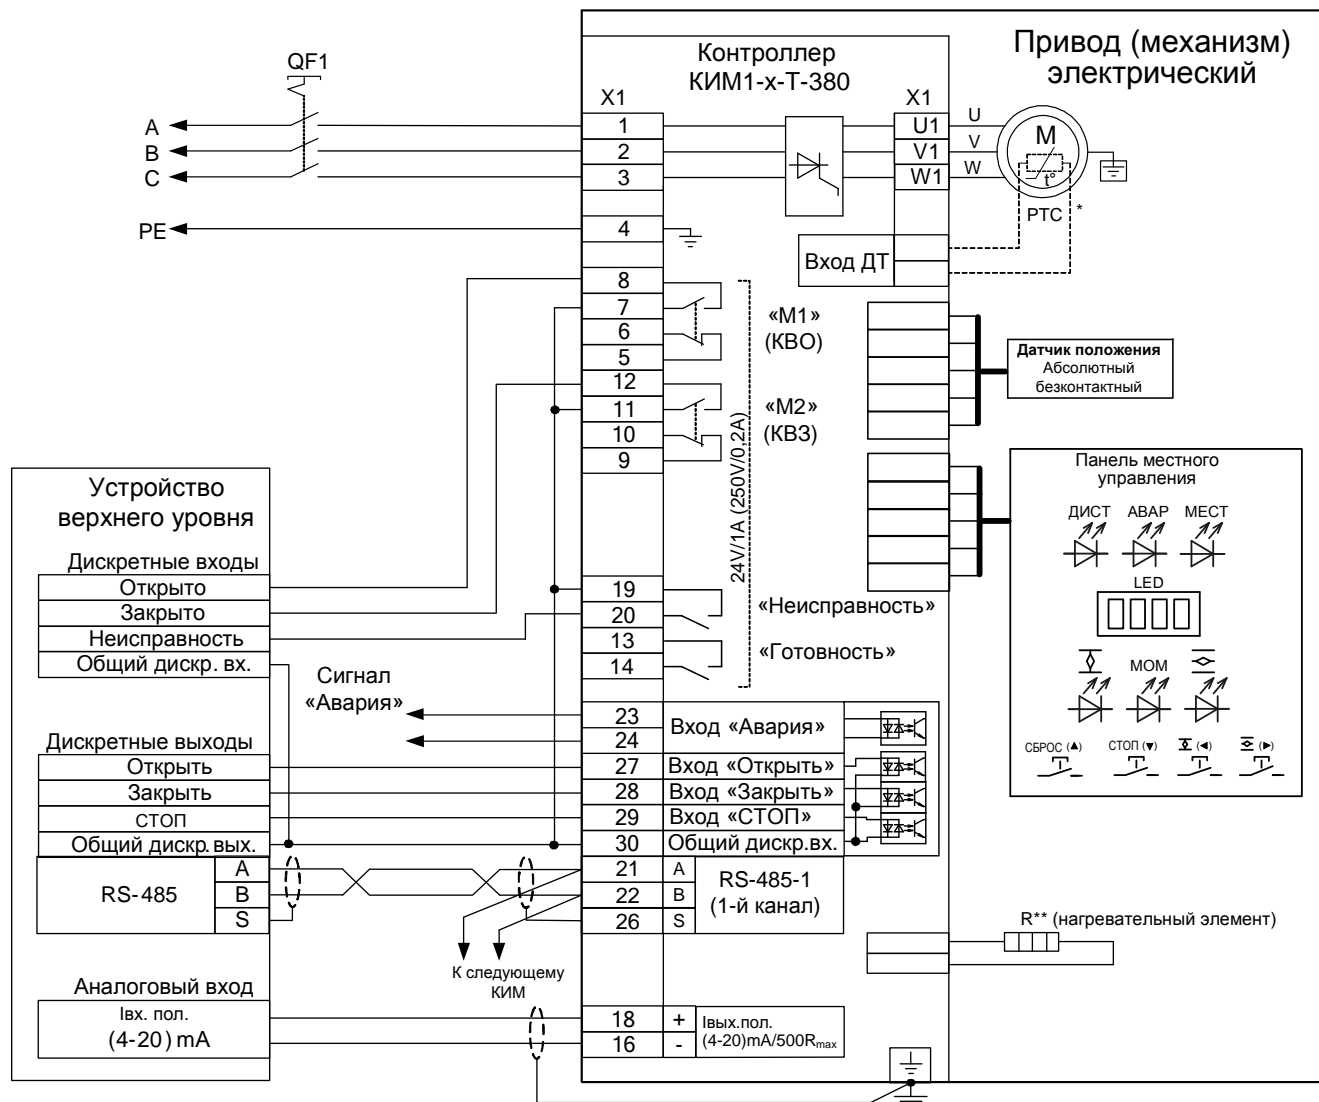 Привод (механизм)
электрический
Контроллер
КИМ1-х-Т-380
QF1
X1
X1
A
1
U1
U
B
2
V1
V
C
3
W1
W
M
t°
PTC
*
PE
4
Вход ДТ
8
7
6
5
«М1»
(КВО)
12
11
10
9
«М2»
(КВЗ)
24V/1A (250V/0,2A)
Датчик положения
Абсолютный
безконтактный
Панель местного
управления
ДИСТ АВАР МЕСТ
LED
МОМ
СБРОС (▲) СТОП (▼) (◄) (►)
Устройство
верхнего уровня
Дискретные входы
Открыто
Закрыто
Неисправность
Общий дискр. вх.
19
20
«Неисправность»
13
14
«Готовность»
Сигнал
«Авария»
23
24
Вход «Авария»
Дискретные выходы
Открыть
27
Вход «Открыть»
Закрыть
28
Вход «Закрыть»
СТОП
29
Вход «СТОП»
Общий дискр. вых.
30
Общий дискр.вх.
RS-485
A
B
S
21
22
26
A
B
S
RS-485-1
(1-й канал)
К следующему
КИМ
R** (нагревательный элемент)
Аналоговый вход
Iвх. пол.
(4-20) mA
18
16
+
-
Iвых.пол.
(4-20)mA/500Rmax